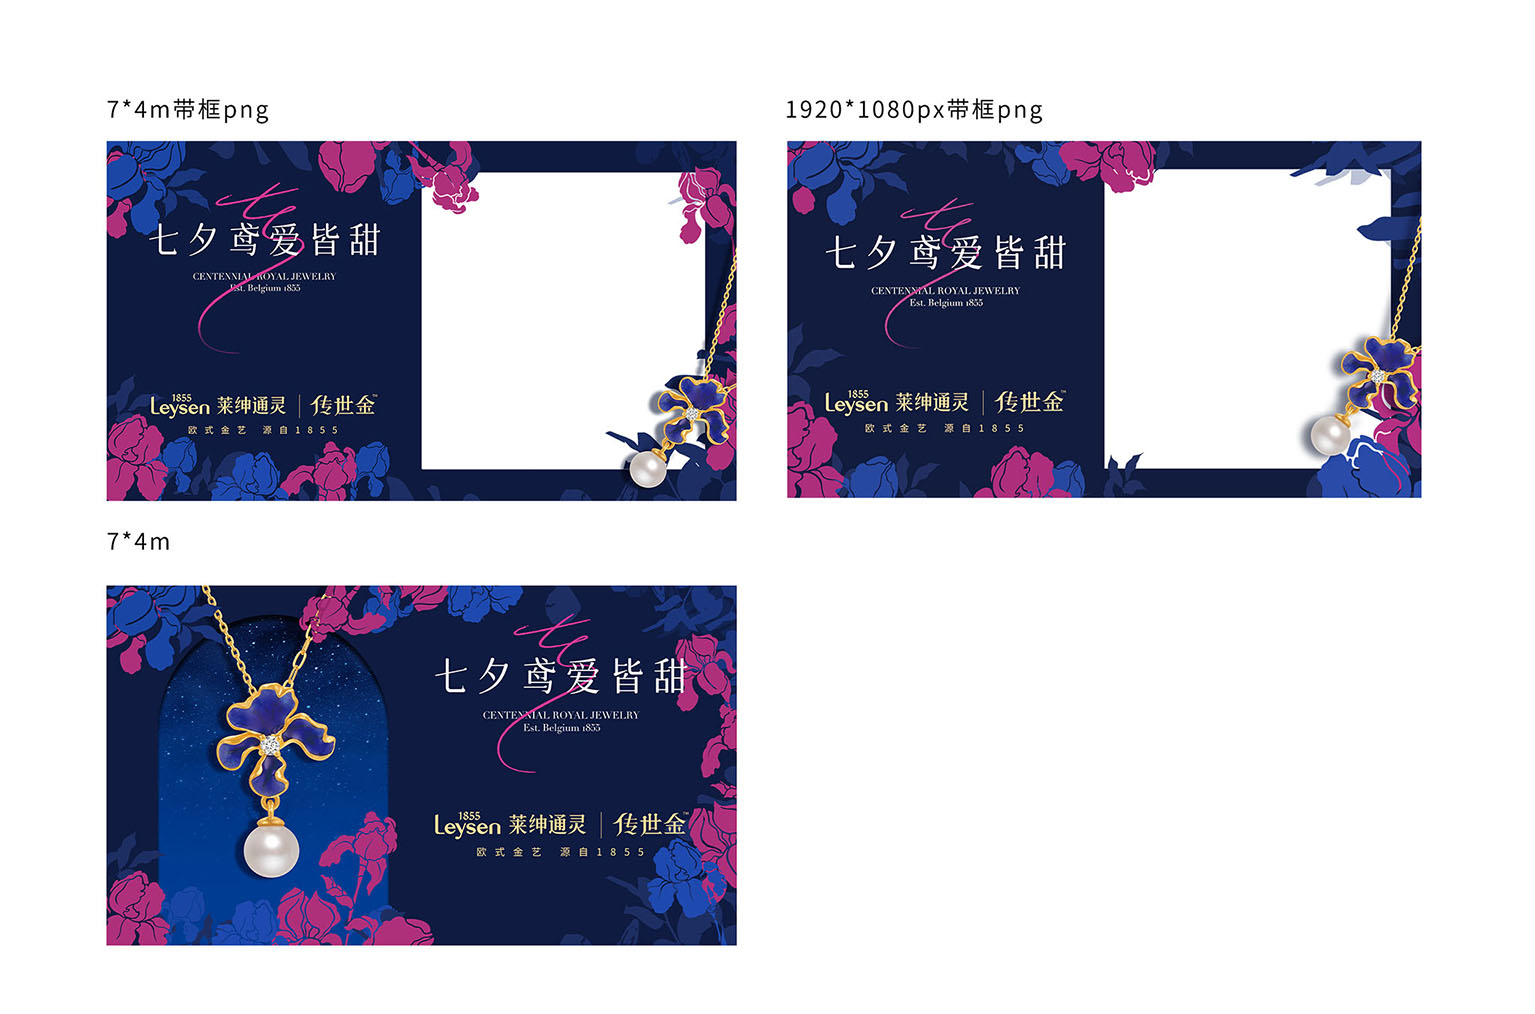 7*4m带框png
七夕鸢爱皆甜
CENTENNIAL ROYAL JEWELRY
Est. Belgium 1855
1855
Leysen 莱绅通灵 | 传世金™
欧式金艺 源自1855
1920*1080px带框png
七夕鸢爱皆甜
CENTENNIAL ROYAL JEWELRY
Est. Belgium 1855
1855
Leysen 莱绅通灵 | 传世金™
欧式金艺 源自1855
7*4m
七夕鸢爱皆甜
CENTENNIAL ROYAL JEWELRY
Est. Belgium 1855
1855
Leysen 莱绅通灵 | 传世金™
欧式金艺 源自1855